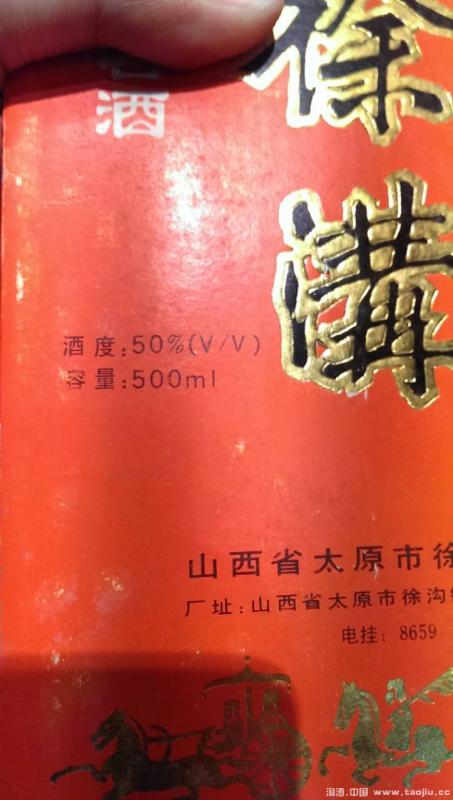 酒
徐溝
酒度:50%(V/V)
容量:500ml
山西省太原市徐
厂址:山西省太原市徐沟
电挂:8659
淘酒.中国 www.taojiu.cc